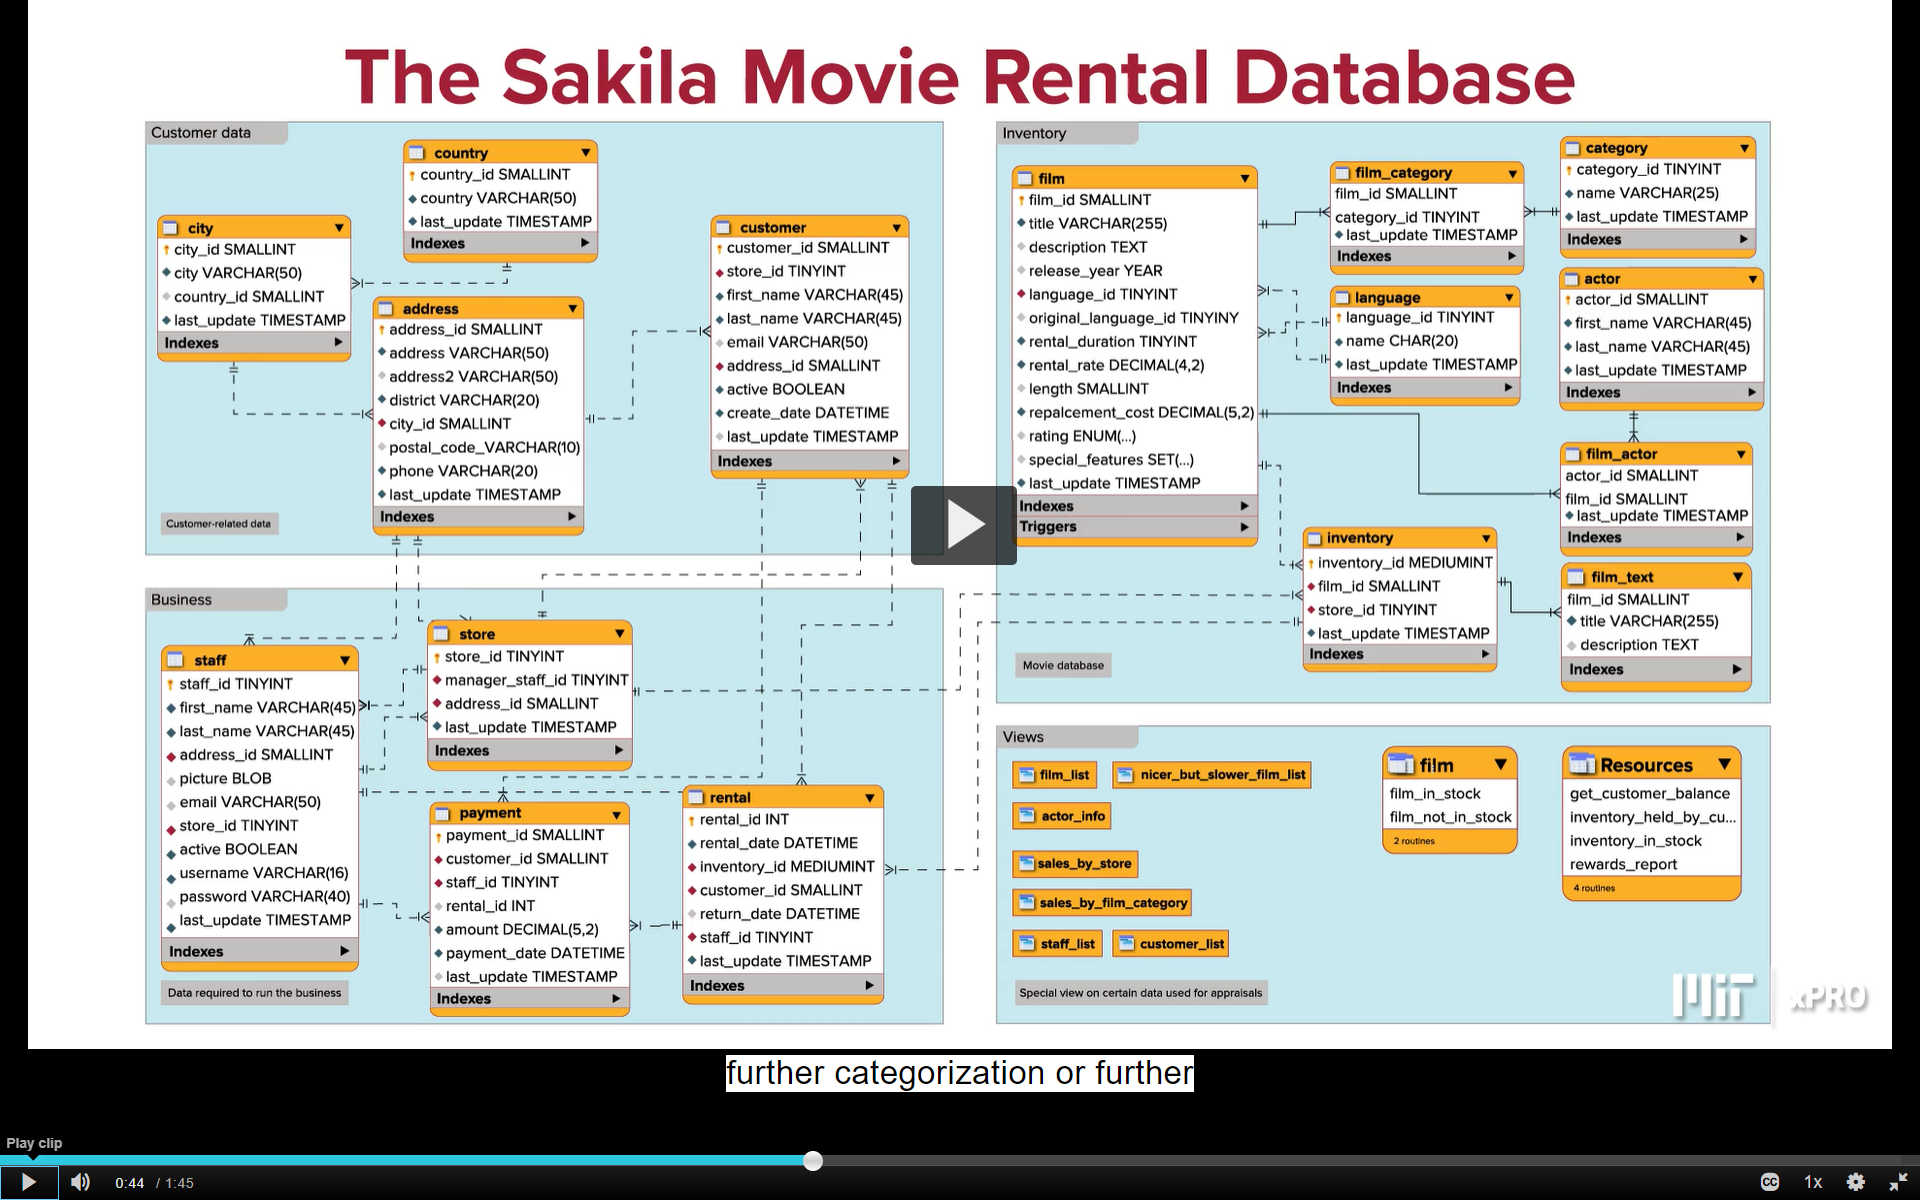 The Sakila Movie Rental Database
Customer data
country
country_id SMALLINT
country VARCHAR(50)
last_update TIMESTAMP
Indexes
city
city_id SMALLINT
city VARCHAR(50)
country_id SMALLINT
last_update TIMESTAMP
Indexes
address
address_id SMALLINT
address VARCHAR(50)
address2 VARCHAR(50)
district VARCHAR(20)
city_id SMALLINT
postal_code_VARCHAR(10)
phone VARCHAR(20)
last_update TIMESTAMP
Indexes
customer
customer_id SMALLINT
store_id TINYINT
first_name VARCHAR(45)
last_name VARCHAR(45)
email VARCHAR(50)
address_id SMALLINT
active BOOLEAN
create_date DATETIME
last_update TIMESTAMP
Indexes
Customer-related data
Inventory
film
film_id SMALLINT
title VARCHAR(255)
description TEXT
release_year YEAR
language_id TINYINT
original_language_id TINYINY
rental_duration TINYINT
rental_rate DECIMAL(4,2)
length SMALLINT
repalcement_cost DECIMAL(5,2)
rating ENUM(...)
special_features SET(...)
last_update TIMESTAMP
Indexes
Triggers
film_category
film_id SMALLINT
category_id TINYINT
last_update TIMESTAMP
Indexes
category
category_id TINYINT
name VARCHAR(25)
last_update TIMESTAMP
Indexes
language
language_id TINYINT
name CHAR(20)
last_update TIMESTAMP
Indexes
actor
actor_id SMALLINT
first_name VARCHAR(45)
last_name VARCHAR(45)
last_update TIMESTAMP
Indexes
film_actor
actor_id SMALLINT
film_id SMALLINT
last_update TIMESTAMP
Indexes
inventory
inventory_id MEDIUMINT
film_id SMALLINT
store_id TINYINT
last_update TIMESTAMP
Indexes
film_text
film_id SMALLINT
title VARCHAR(255)
description TEXT
Indexes
Movie database
Business
staff
staff_id TINYINT
first_name VARCHAR(45)
last_name VARCHAR(45)
address_id SMALLINT
picture BLOB
email VARCHAR(50)
store_id TINYINT
active BOOLEAN
username VARCHAR(16)
password VARCHAR(40)
last_update TIMESTAMP
Indexes
store
store_id TINYINT
manager_staff_id TINYINT
address_id SMALLINT
last_update TIMESTAMP
Indexes
payment
payment_id SMALLINT
customer_id SMALLINT
staff_id TINYINT
rental_id INT
amount DECIMAL(5,2)
payment_date DATETIME
last_update TIMESTAMP
Indexes
rental
rental_id INT
rental_date DATETIME
inventory_id MEDIUMINT
customer_id SMALLINT
return_date DATETIME
staff_id TINYINT
last_update TIMESTAMP
Indexes
Data required to run the business
Views
film_list
nicer_but_slower_film_list
actor_info
sales_by_store
sales_by_film_category
staff_list
customer_list
film
film_in_stock
film_not_in_stock
2 routines
Resources
get_customer_balance
inventory_held_by_cu...
inventory_in_stock
rewards_report
4 routines
Special view on certain data used for appraisals
MIT xPRO
further categorization or further
Play clip
0:44 / 1:45
CC
1x